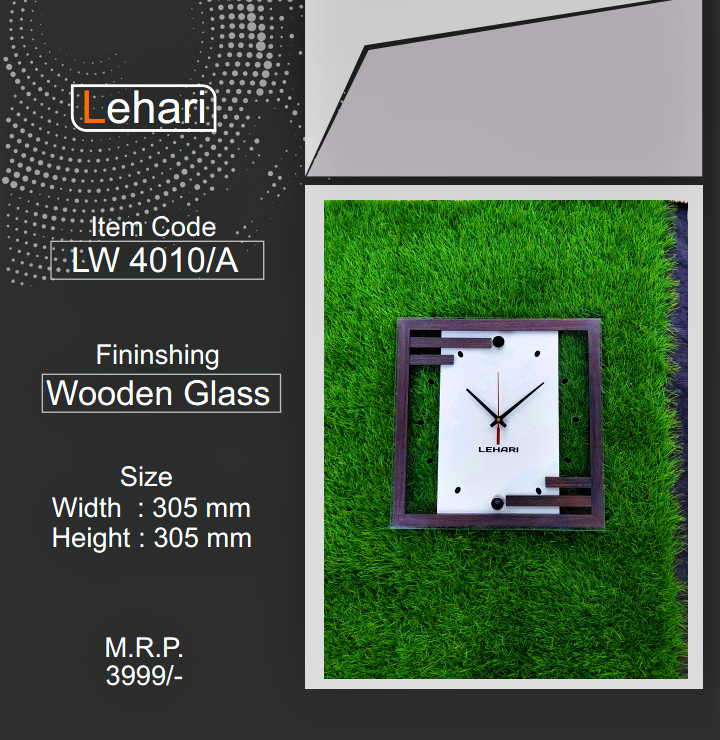 Lehari
Item Code
LW 4010/A
Fininshing
Wooden Glass
Size
Width : 305 mm
Height : 305 mm
M.R.P.
3999/-
LEHARI